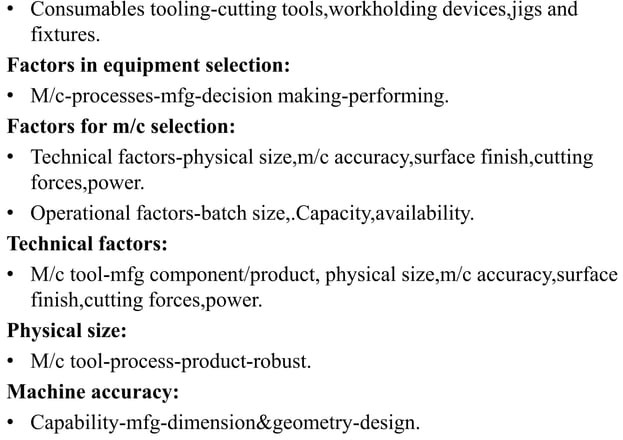 • Consumables tooling-cutting tools,workholding devices,jigs and
fixtures.
Factors in equipment selection:
• M/c-processes-mfg-decision making-performing.
Factors for m/c selection:
• Technical factors-physical size,m/c accuracy,surface finish,cutting
forces,power.
• Operational factors-batch size,.Capacity,availability.
Technical factors:
• M/c tool-mfg component/product, physical size,m/c accuracy,surface
finish,cutting forces,power.
Physical size:
• M/c tool-process-product-robust.
Machine accuracy:
• Capability-mfg-dimension&geometry-design.